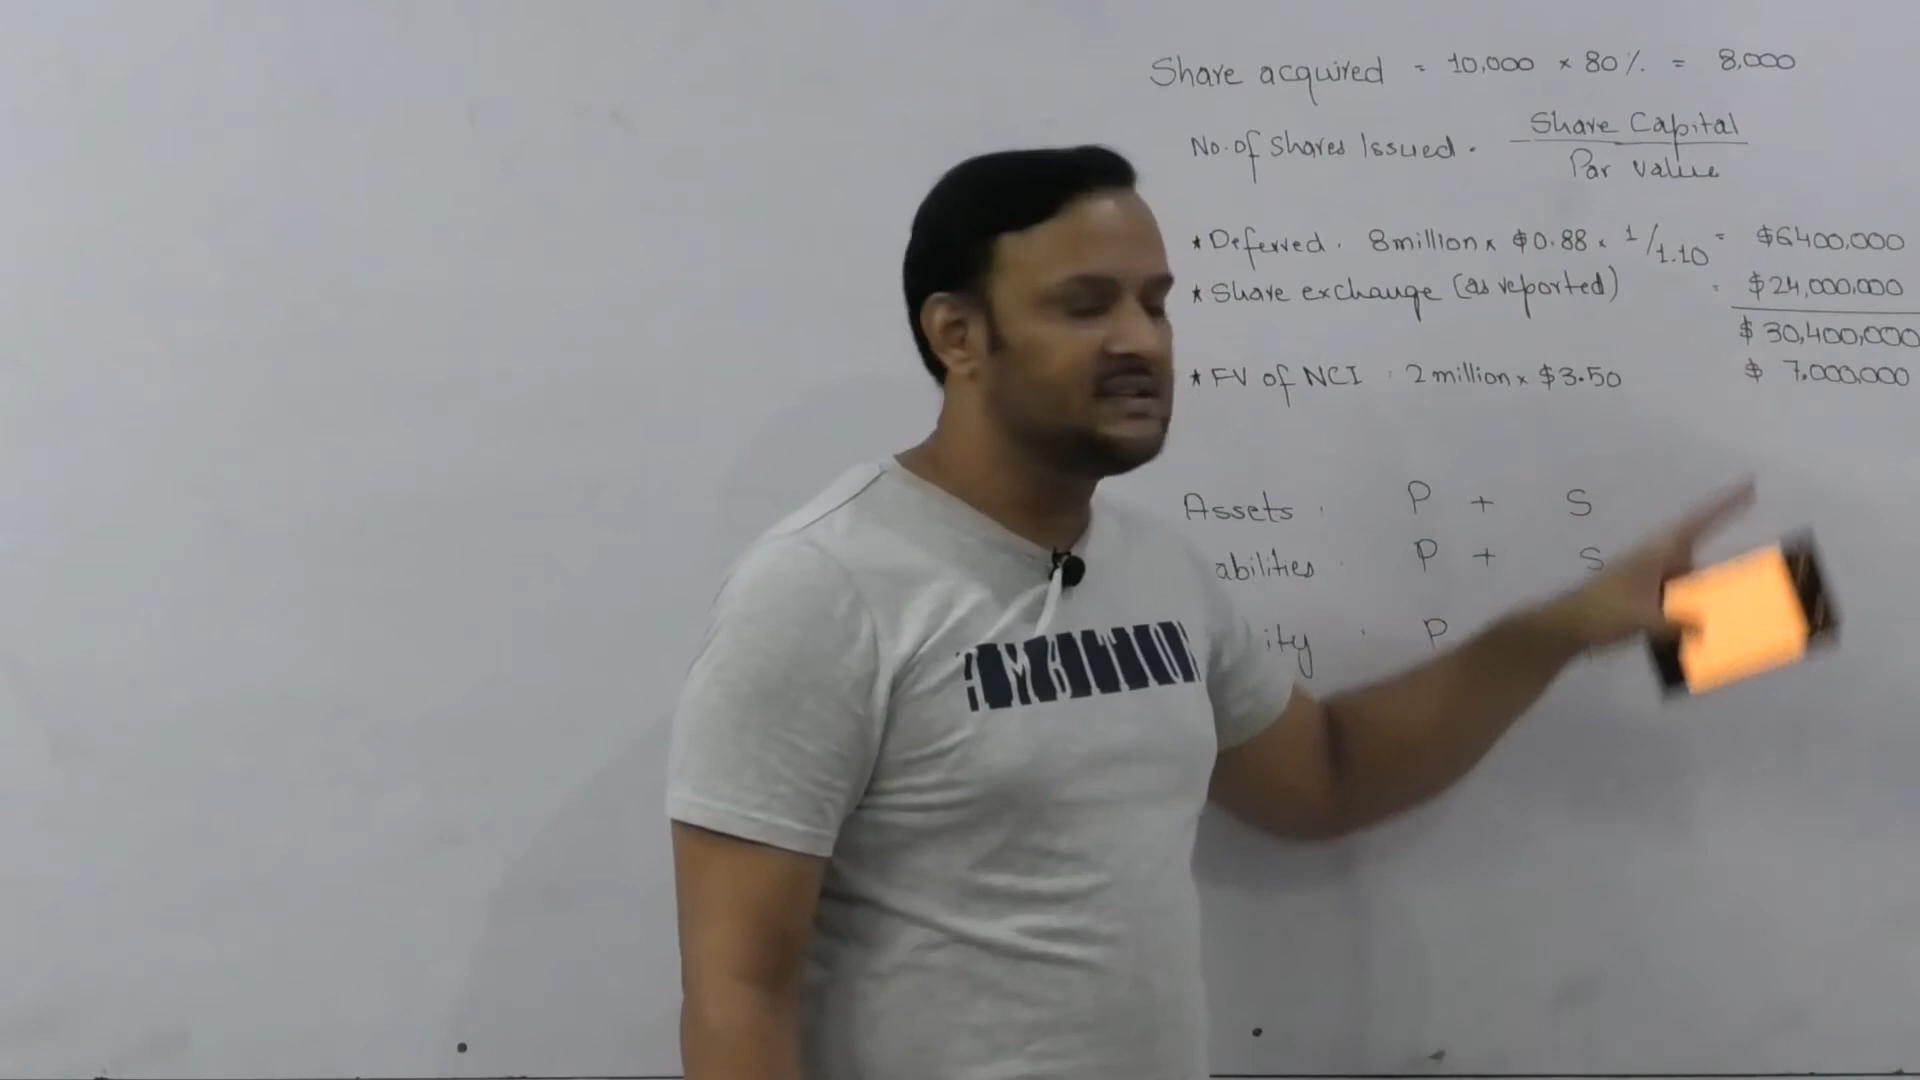 Share acquired = 10,000 × 80% = 8,000
No. of Shares Issued. Share Capital
Par value
* Deferred. 8 million × $0.88 × 1/1.10 = $6400,000
* Share exchange (as reported) = $24,000,000
$ 30,400,000
* FV of NCI : 2 million × $3.50 $ 7,000,000
Assets : P + S
abilities : P + S
ity : P